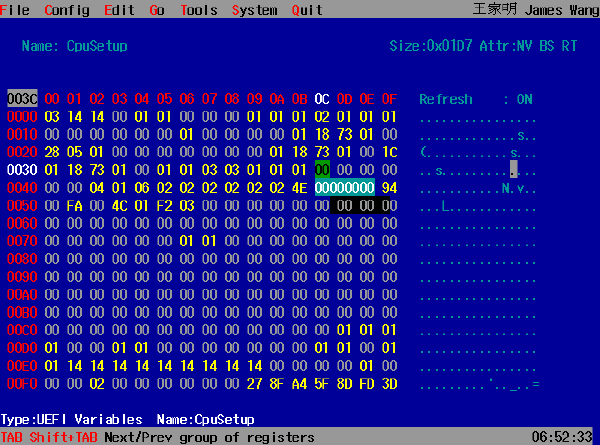 File Config Edit Go Tools System Quit 王家明 James Wang
Name: CpuSetup Size:0x01D7 Attr:NV BS RT
003C 00 01 02 03 04 05 06 07 08 09 0A 0B 0C 0D 0E 0F Refresh : ON
0000 03 14 14 00 01 01 00 00 00 01 01 01 02 01 01 01 ................
0010 00 00 00 00 00 00 01 00 00 00 00 01 18 73 01 00 .............s..
0020 28 05 01 00 00 00 00 00 00 00 01 18 73 01 00 1C (...........s...
0030 01 18 73 01 00 01 01 03 03 01 01 01 00 00 00 00 ..s.............
0040 00 00 04 01 06 02 02 02 02 02 02 4E 00000000 94 ...........N.v..
0050 00 FA 00 4C 01 F2 03 00 00 00 00 00 00 00 00 00 ...L............
0060 00 00 00 00 00 00 00 00 00 00 00 00 00 00 00 00 ................
0070 00 00 00 00 00 00 01 01 00 00 00 00 00 00 00 00 ................
0080 00 00 00 00 00 00 00 00 00 00 00 00 00 00 00 00 ................
0090 00 00 00 00 00 00 00 00 00 00 00 00 00 00 00 00 ................
00A0 00 00 00 00 00 00 00 00 00 00 00 00 00 00 00 00 ................
00B0 00 00 00 00 00 00 00 00 00 00 00 00 00 00 00 00 ................
00C0 00 00 00 00 00 00 00 00 00 00 00 00 00 01 01 01 ................
00D0 01 00 00 01 01 00 00 00 00 00 00 00 01 01 00 01 ................
00E0 01 14 14 14 14 14 14 14 14 14 00 00 00 00 01 00 ................
00F0 00 00 02 00 00 00 00 00 00 27 8F A4 5F 8D FD 3D .........'.._..=
Type:UEFI Variables Name:CpuSetup
TAB Shift+TAB Next/Prev group of registers 06:52:33